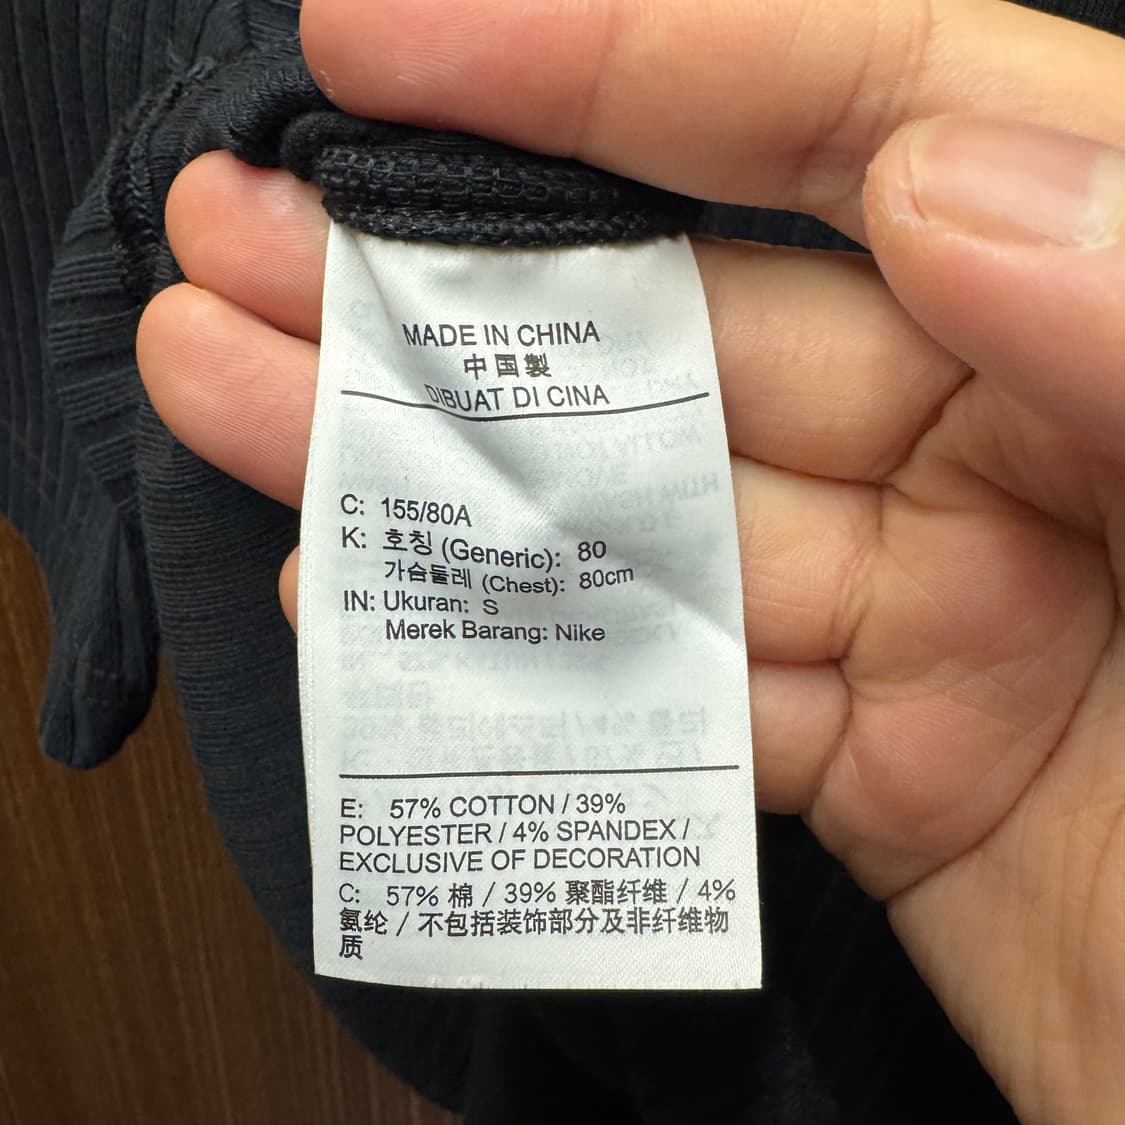 MADE IN CHINA
中国製
DIBUAT DI CINA
C: 155/80A
K: 호칭 (Generic): 80
가슴둘레 (Chest): 80cm
IN: Ukuran: S
Merek Barang: Nike
E: 57% COTTON / 39%
POLYESTER / 4% SPANDEX /
EXCLUSIVE OF DECORATION
C: 57% 棉 / 39% 聚酯纤维 / 4%
氨纶 / 不包括装饰部分及非纤维物
质